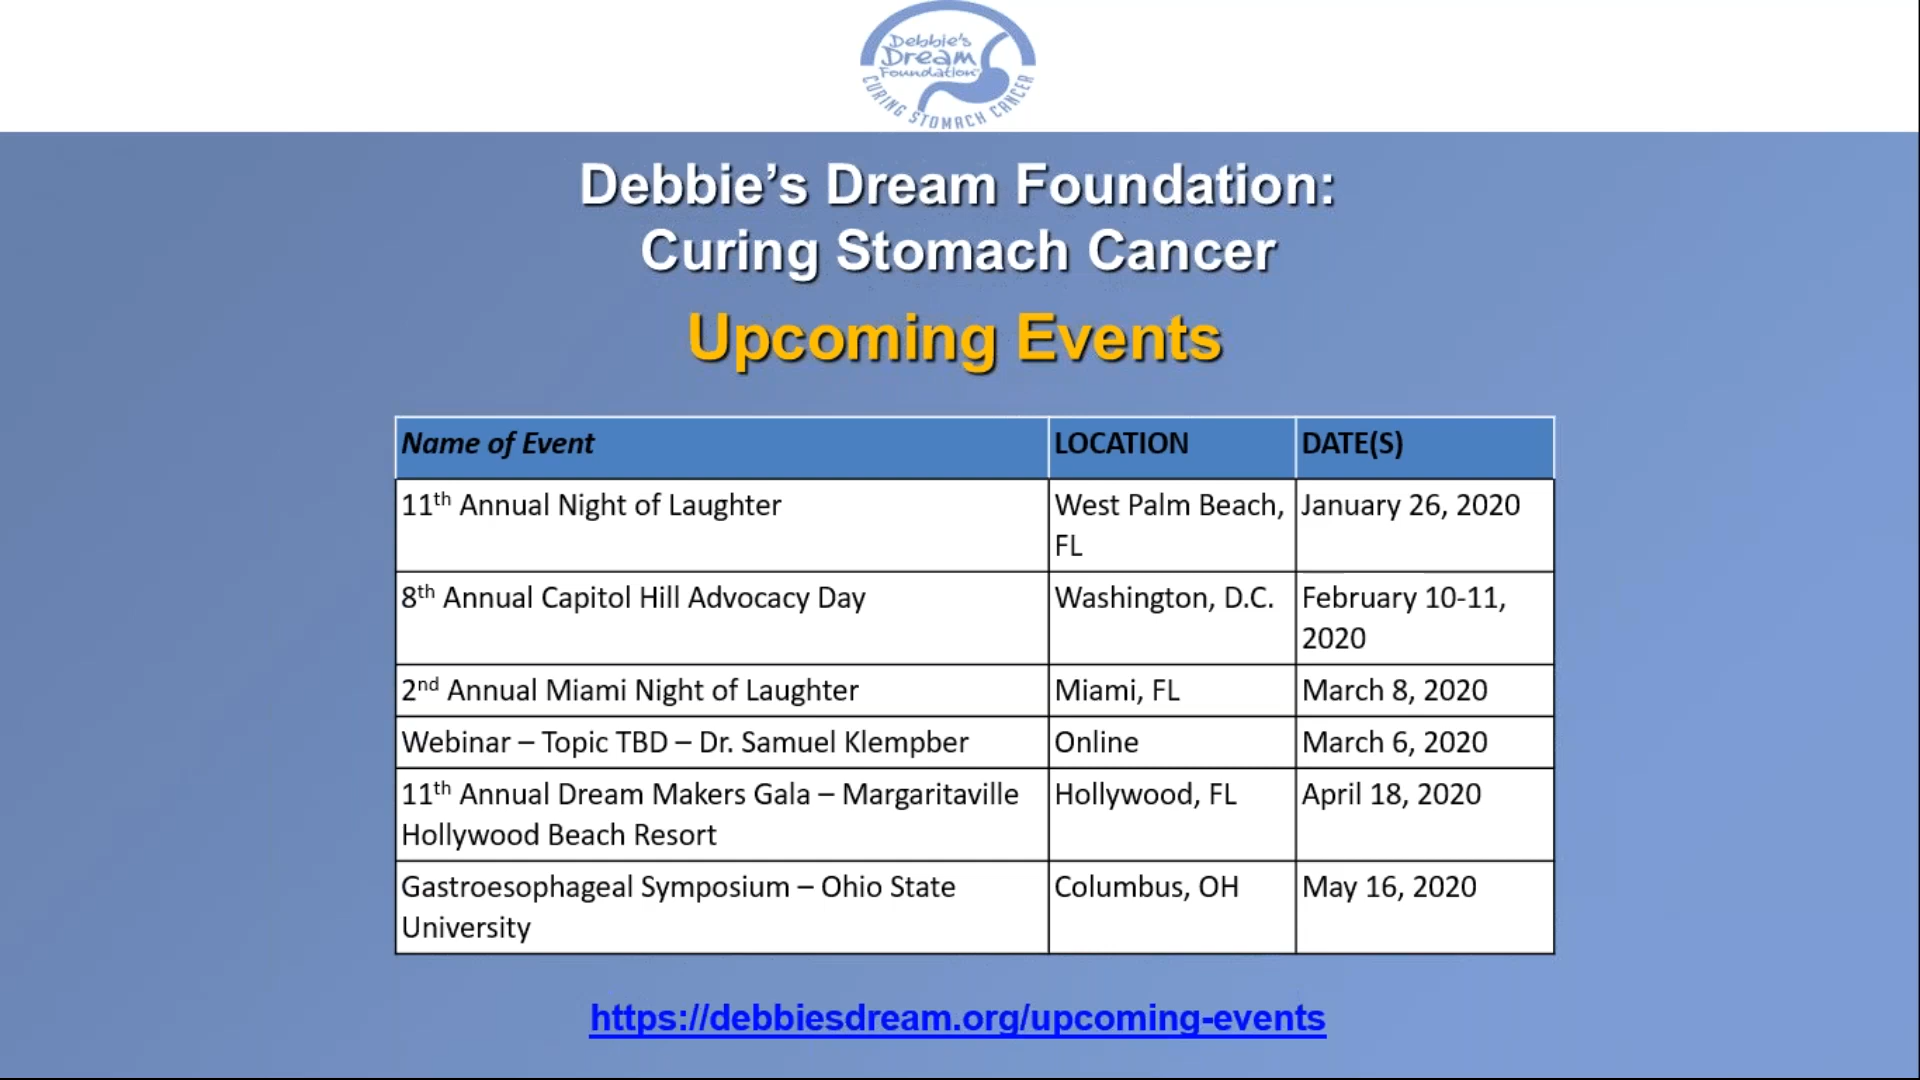 Debbie's
Dream
Foundation
CURING STOMACH CANCER
Debbie’s Dream Foundation:
Curing Stomach Cancer
Upcoming Events
Name of Event LOCATION DATE(S)
11th Annual Night of Laughter West Palm Beach, January 26, 2020
FL
8th Annual Capitol Hill Advocacy Day Washington, D.C. February 10-11,
2020
2nd Annual Miami Night of Laughter Miami, FL March 8, 2020
Webinar – Topic TBD – Dr. Samuel Klempber Online March 6, 2020
11th Annual Dream Makers Gala – Margaritaville Hollywood, FL April 18, 2020
Hollywood Beach Resort
Gastroesophageal Symposium – Ohio State Columbus, OH May 16, 2020
University
https://debbiesdream.org/upcoming-events